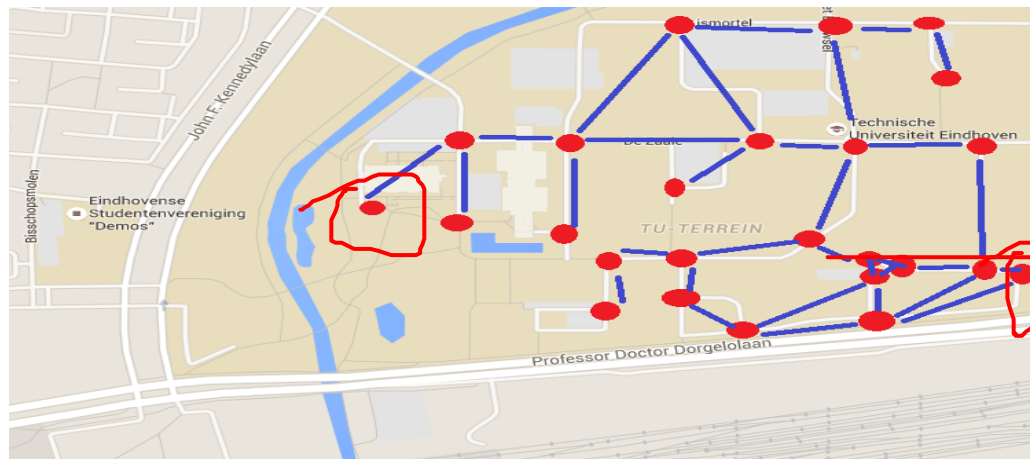 ismortel
John F. Kennedylaan
Technische
Universiteit Eindhoven
De Zaale
Bisschopsmolen
Eindhovense
Studentenvereniging
"Demos"
TU-TERREIN
Professor Doctor Dorgelolaan